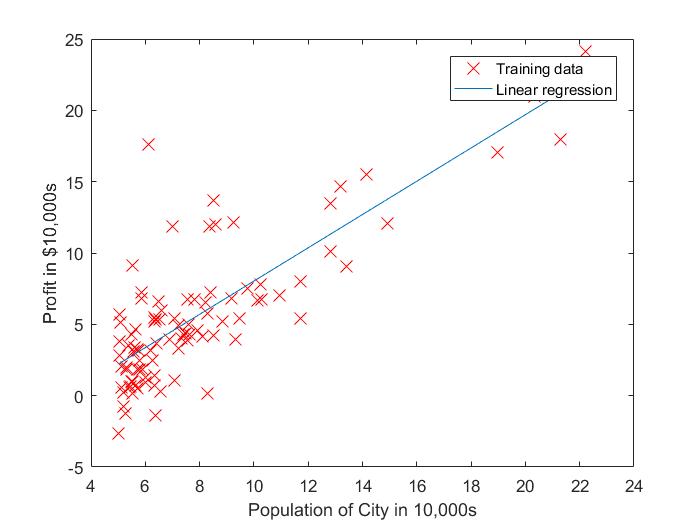 25
20
15
10
5
0
-5
Profit in $10,000s
Training data
Linear regression
4 6 8 10 12 14 16 18 20 22 24
Population of City in 10,000s